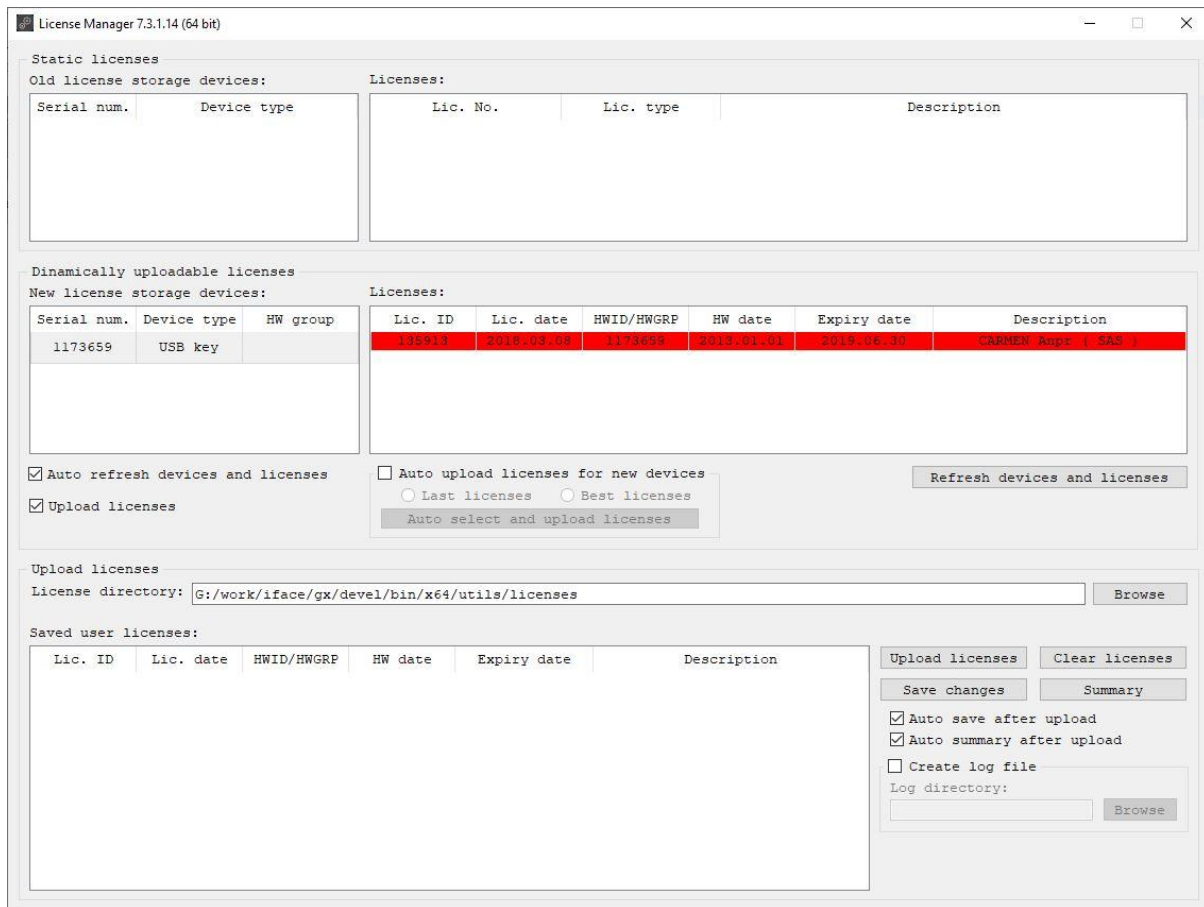 License Manager 7.3.1.14 (64 bit)
Static licenses
Old license storage devices:
Licenses:
Serial num. Device type
Lic. No. Lic. type Description
Dinamically uploadable licenses
New license storage devices:
Licenses:
Serial num. Device type HW group
Lic. ID Lic. date HWID/HWGRP HW date Expiry date Description
1173659 USB key
135913 2018.03.08 1173659 2013.01.01 2019.06.30 CARMEN Anpr ( SAS )
Auto refresh devices and licenses
Auto upload licenses for new devices
Refresh devices and licenses
Last licenses Best licenses
Upload licenses
Auto select and upload licenses
Upload licenses
License directory: G:/work/iface/gx/devel/bin/x64/utils/licenses Browse
Saved user licenses:
Lic. ID Lic. date HWID/HWGRP HW date Expiry date Description
Upload licenses Clear licenses
Save changes Summary
Auto save after upload
Auto summary after upload
Create log file
Log directory:
Browse